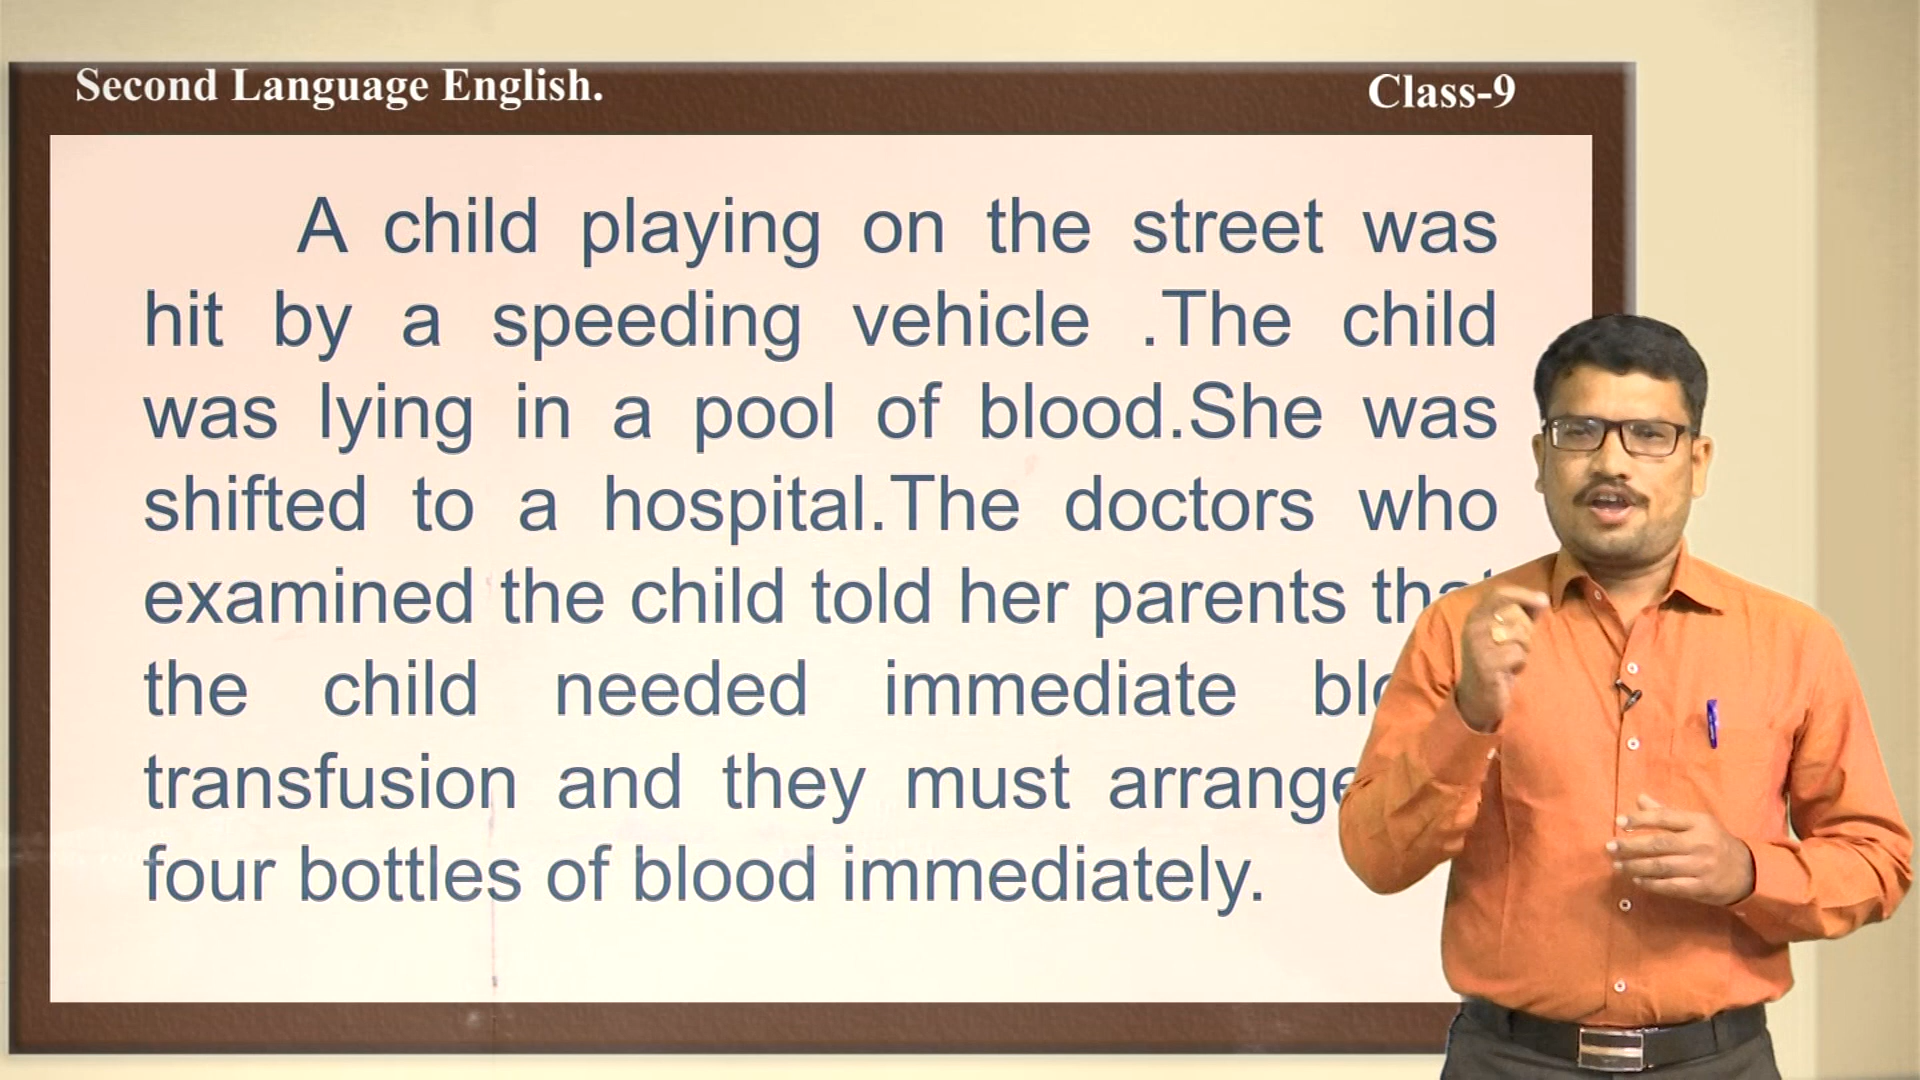 Second Language English.
Class-9
A child playing on the street was
hit by a speeding vehicle .The child
was lying in a pool of blood.She was
shifted to a hospital.The doctors who
examined the child told her parents that
the child needed immediate
transfusion and they must arrange
four bottles of blood immediately.